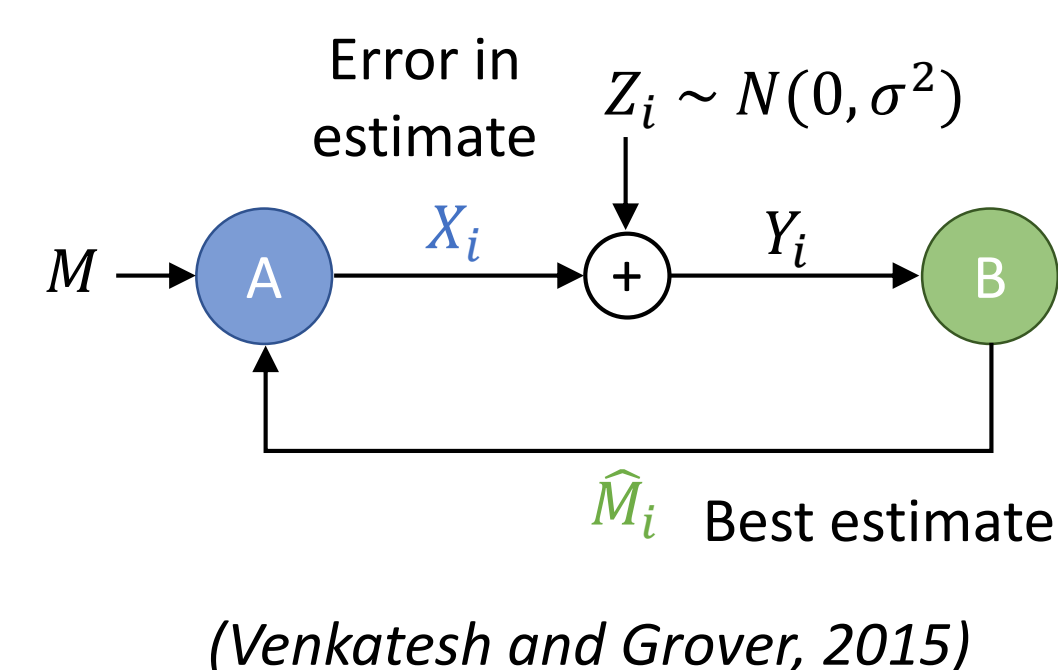 Error in
estimate
Z_i ~ N(0, σ²)
M
A
X_i
+
Y_i
B
M̂_i
Best estimate
(Venkatesh and Grover, 2015)